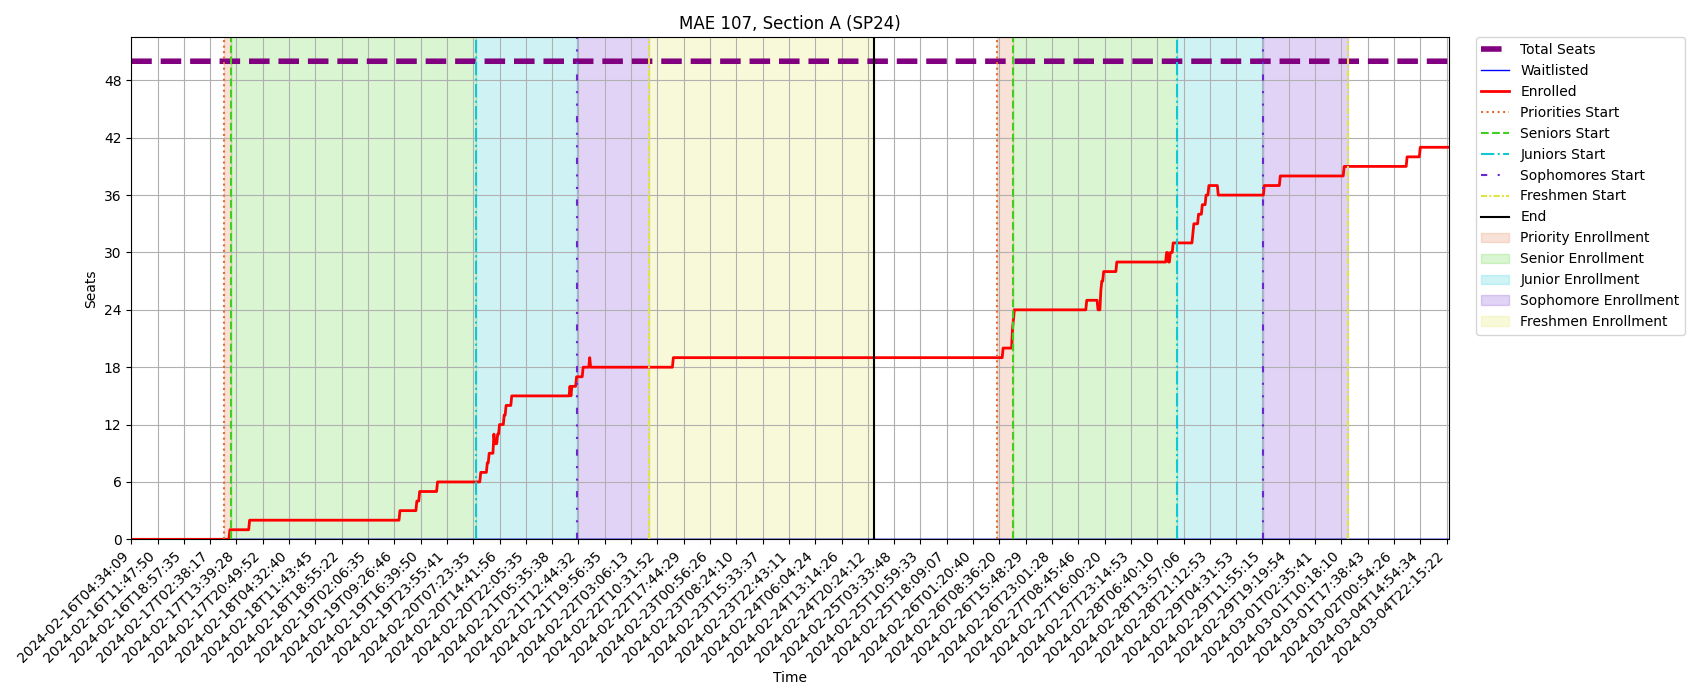 MAE 107, Section A (SP24)
Seats
48
42
36
30
24
18
12
6
0
2024-02-16T04:34:09
2024-02-16T11:47:50
2024-02-16T18:57:35
2024-02-17T02:38:17
2024-02-17T13:39:28
2024-02-17T20:49:52
2024-02-18T04:32:40
2024-02-18T11:43:45
2024-02-18T18:55:22
2024-02-19T02:06:35
2024-02-19T09:26:46
2024-02-19T16:39:50
2024-02-19T23:55:41
2024-02-20T07:23:35
2024-02-20T14:41:56
2024-02-20T22:05:35
2024-02-21T05:35:38
2024-02-21T12:44:32
2024-02-21T19:56:35
2024-02-22T03:06:13
2024-02-22T10:31:52
2024-02-22T17:44:29
2024-02-23T00:56:26
2024-02-23T08:24:10
2024-02-23T15:33:37
2024-02-23T22:43:11
2024-02-24T06:04:24
2024-02-24T13:14:26
2024-02-24T20:24:12
2024-02-25T03:33:48
2024-02-25T10:59:33
2024-02-25T18:09:07
2024-02-26T01:20:40
2024-02-26T08:36:20
2024-02-26T15:48:29
2024-02-26T23:01:28
2024-02-27T08:45:46
2024-02-27T16:00:20
2024-02-27T23:14:53
2024-02-28T06:40:10
2024-02-28T13:57:06
2024-02-28T21:12:53
2024-02-29T04:31:53
2024-02-29T11:55:15
2024-02-29T19:19:54
2024-03-01T02:35:41
2024-03-01T10:18:10
2024-03-01T17:38:43
2024-03-02T00:54:26
2024-03-04T14:54:34
2024-03-04T22:15:22
Time
Total Seats
Waitlisted
Enrolled
Priorities Start
Seniors Start
Juniors Start
Sophomores Start
Freshmen Start
End
Priority Enrollment
Senior Enrollment
Junior Enrollment
Sophomore Enrollment
Freshmen Enrollment